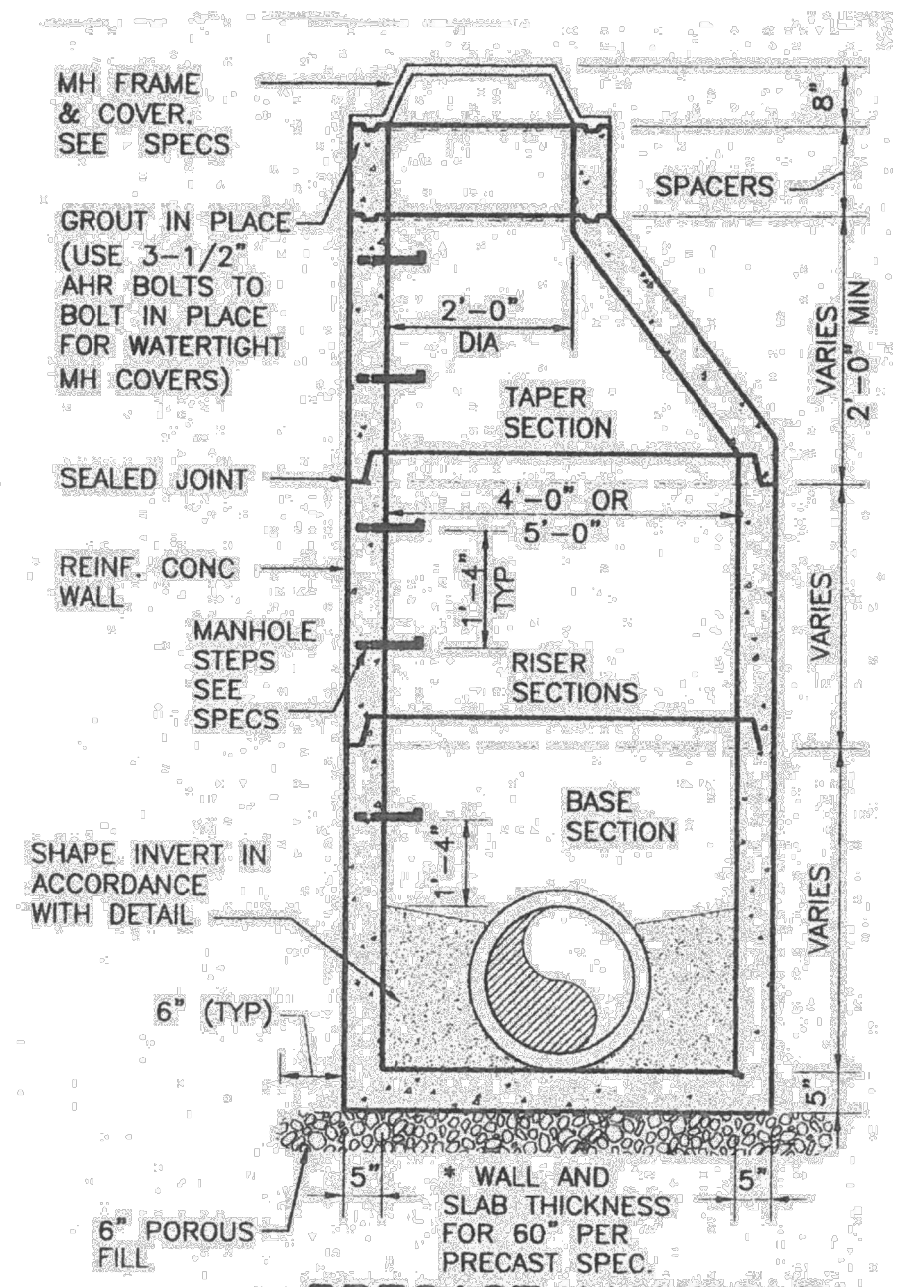 MH FRAME
& COVER.
SEE SPECS
8"
SPACERS
GROUT IN PLACE
(USE 3-1/2"
AHR BOLTS TO
BOLT IN PLACE
FOR WATERTIGHT
MH COVERS)
2'-0"
DIA
VARIES
2'-0" MIN
TAPER
SECTION
SEALED JOINT
4'-0" OR
5'-0"
REINF. CONC
WALL
1'-4"
TYP
VARIES
MANHOLE
STEPS
SEE
SPECS
RISER
SECTIONS
BASE
SECTION
1'-4"
SHAPE INVERT IN
ACCORDANCE
WITH DETAIL
VARIES
6" (TYP)
5"
5"
5"
* WALL AND
SLAB THICKNESS
FOR 60" PER
PRECAST SPEC.
6" POROUS
FILL